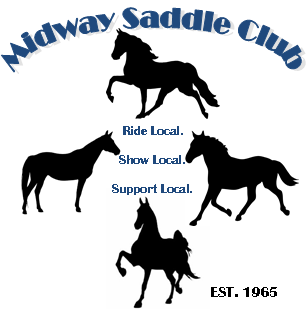 Midway Saddle Club
Ride Local.
Show Local.
Support Local.
EST. 1965